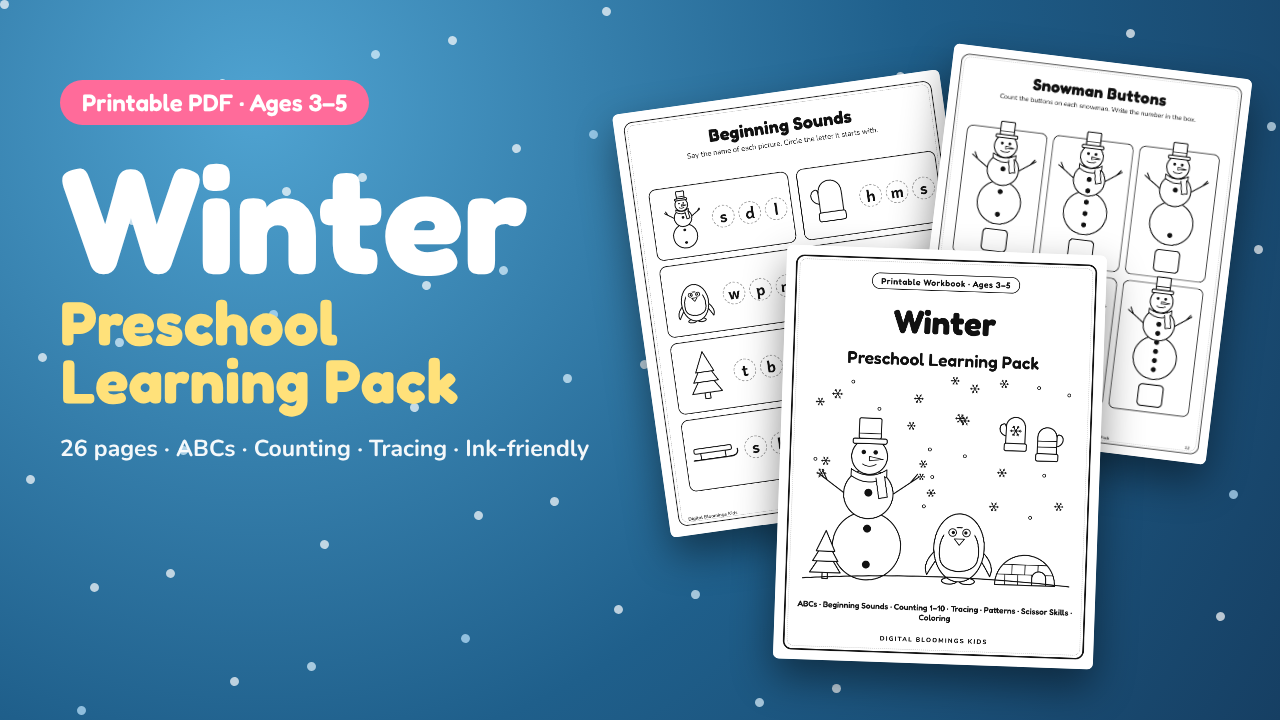 Printable PDF · Ages 3–5
Winter
Preschool
Learning Pack
26 pages · ABCs · Counting · Tracing · Ink-friendly
Beginning Sounds
Say the name of each picture. Circle the letter it starts with.
s d l
h m s
w p
t b
s
Digital Bloomings Kids
Snowman Buttons
Count the buttons on each snowman. Write the number in the box.
Printable Workbook · Ages 3–5
Winter
Preschool Learning Pack
ABCs · Beginning Sounds · Counting 1–10 · Tracing · Patterns · Scissor Skills ·
Coloring
DIGITAL BLOOMINGS KIDS